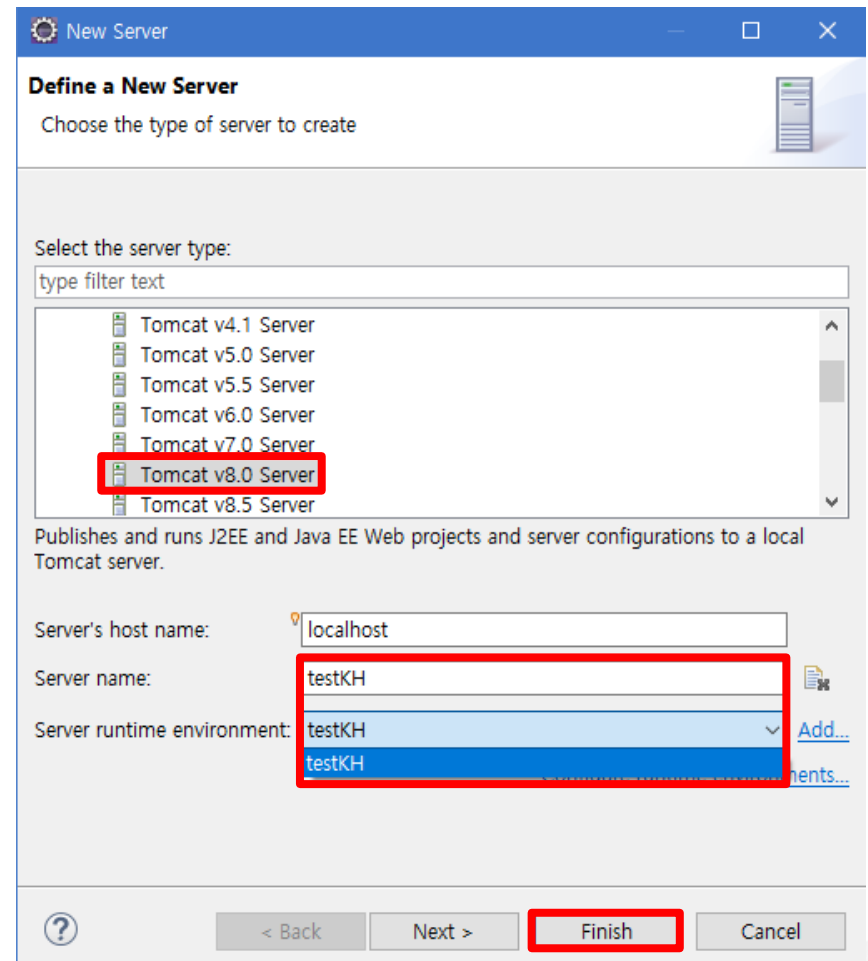 New Server
Define a New Server
Choose the type of server to create
Select the server type:
type filter text
Tomcat v4.1 Server
Tomcat v5.0 Server
Tomcat v5.5 Server
Tomcat v6.0 Server
Tomcat v7.0 Server
Tomcat v8.0 Server
Tomcat v8.5 Server
Publishes and runs J2EE and Java EE Web projects and server configurations to a local
Tomcat server.
Server's host name: localhost
Server name: testKH
Server runtime environment: testKH Add...
testKH
? < Back Next > Finish Cancel